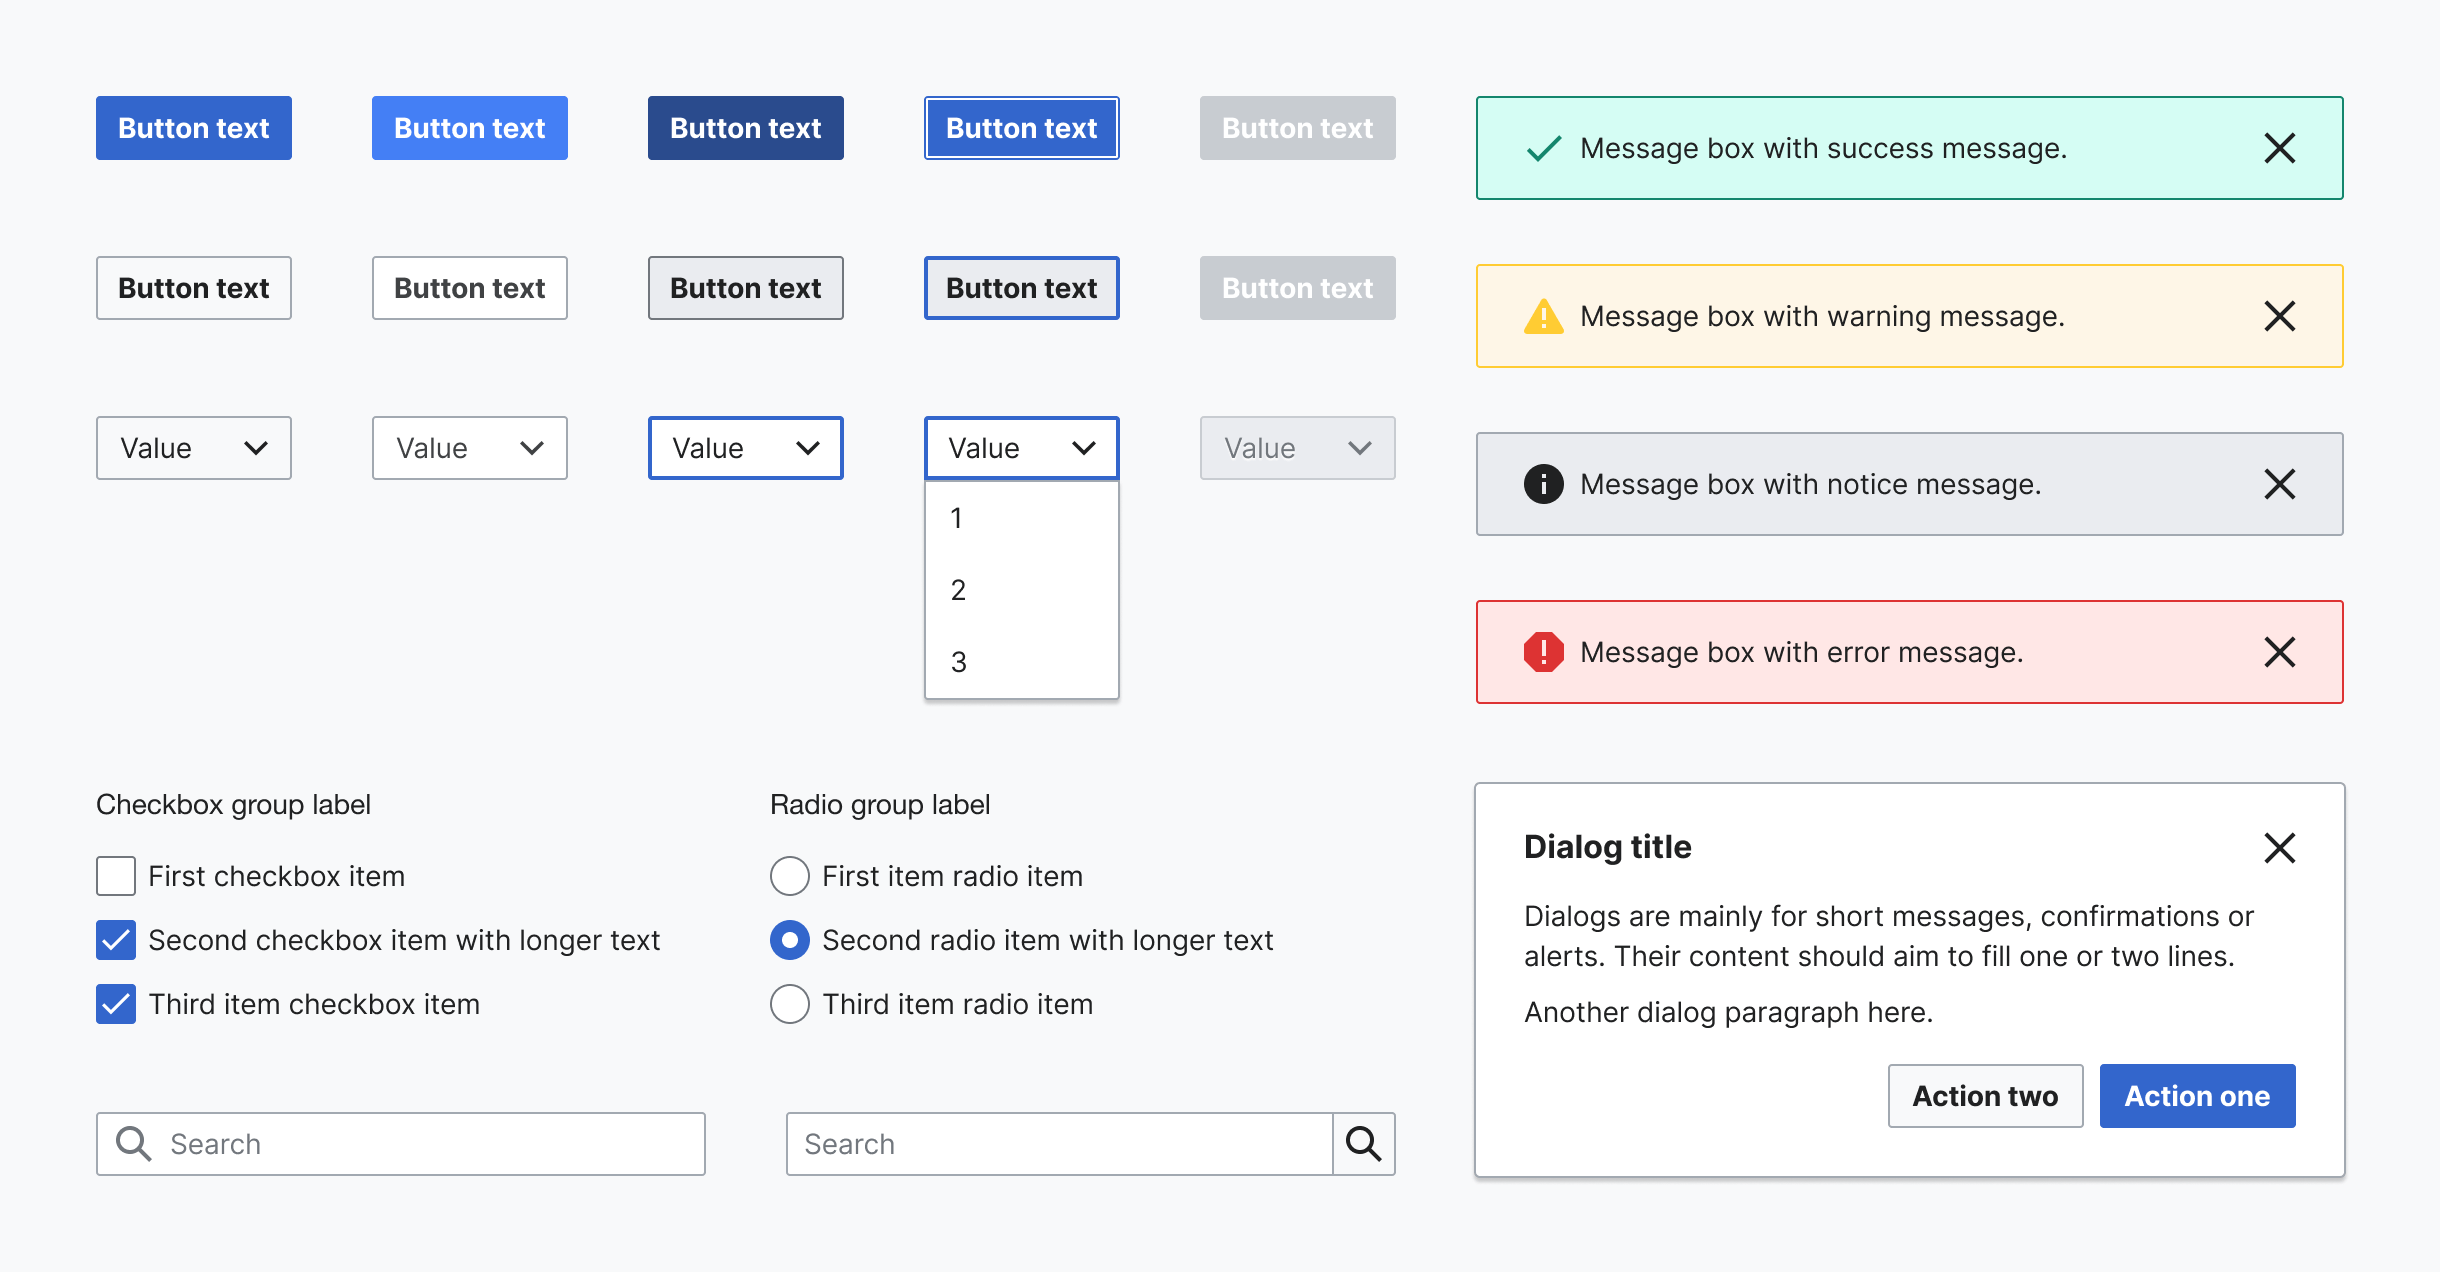 Button text
Button text
Button text
Button text
Button text
Button text
Button text
Button text
Button text
Button text
Value
Value
Value
Value
Value
1
2
3
Checkbox group label
First checkbox item
Second checkbox item with longer text
Third item checkbox item
Radio group label
First item radio item
Second radio item with longer text
Third item radio item
Search
Search
Message box with success message.
Message box with warning message.
Message box with notice message.
Message box with error message.
Dialog title
Dialogs are mainly for short messages, confirmations or
alerts. Their content should aim to fill one or two lines.
Another dialog paragraph here.
Action two
Action one